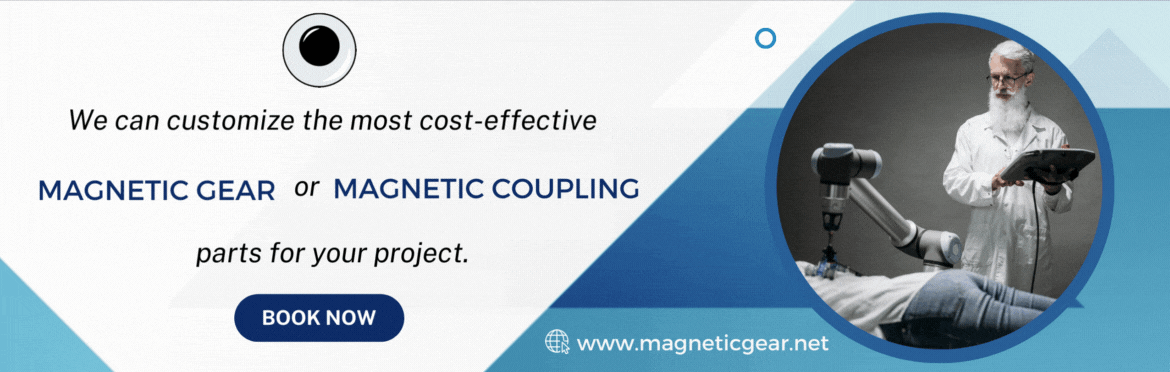 We can customize the most cost-effective
MAGNETIC GEAR or MAGNETIC COUPLING
parts for your project.
BOOK NOW
www.magneticgear.net